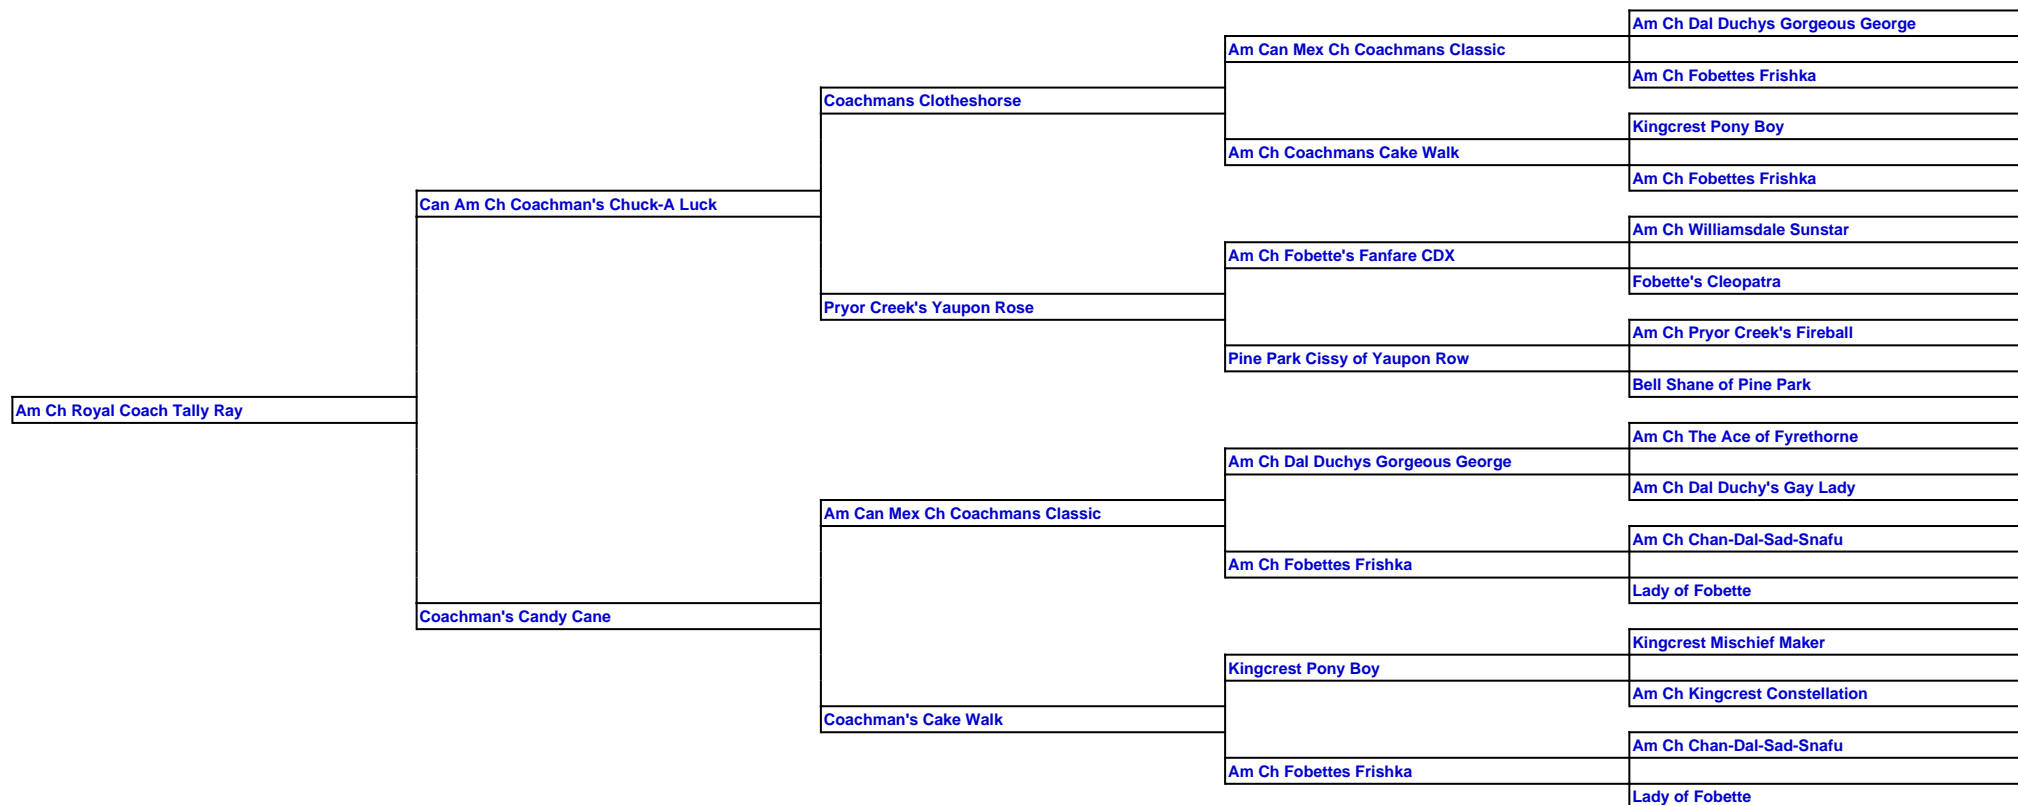 Am Ch Dal Duchys Gorgeous George
Am Can Mex Ch Coachmans Classic
Am Ch Fobettes Frishka
Coachmans Clotheshorse
Kingcrest Pony Boy
Am Ch Coachmans Cake Walk
Am Ch Fobettes Frishka
Can Am Ch Coachman's Chuck-A Luck
Am Ch Williamsdale Sunstar
Am Ch Fobette's Fanfare CDX
Fobette's Cleopatra
Pryor Creek's Yaupon Rose
Am Ch Pryor Creek's Fireball
Pine Park Cissy of Yaupon Row
Bell Shane of Pine Park
Am Ch Royal Coach Tally Ray
Am Ch The Ace of Fyrethorne
Am Ch Dal Duchys Gorgeous George
Am Ch Dal Duchy's Gay Lady
Am Can Mex Ch Coachmans Classic
Am Ch Chan-Dal-Sad-Snafu
Am Ch Fobettes Frishka
Lady of Fobette
Coachman's Candy Cane
Kingcrest Mischief Maker
Kingcrest Pony Boy
Am Ch Kingcrest Constellation
Coachman's Cake Walk
Am Ch Chan-Dal-Sad-Snafu
Am Ch Fobettes Frishka
Lady of Fobette